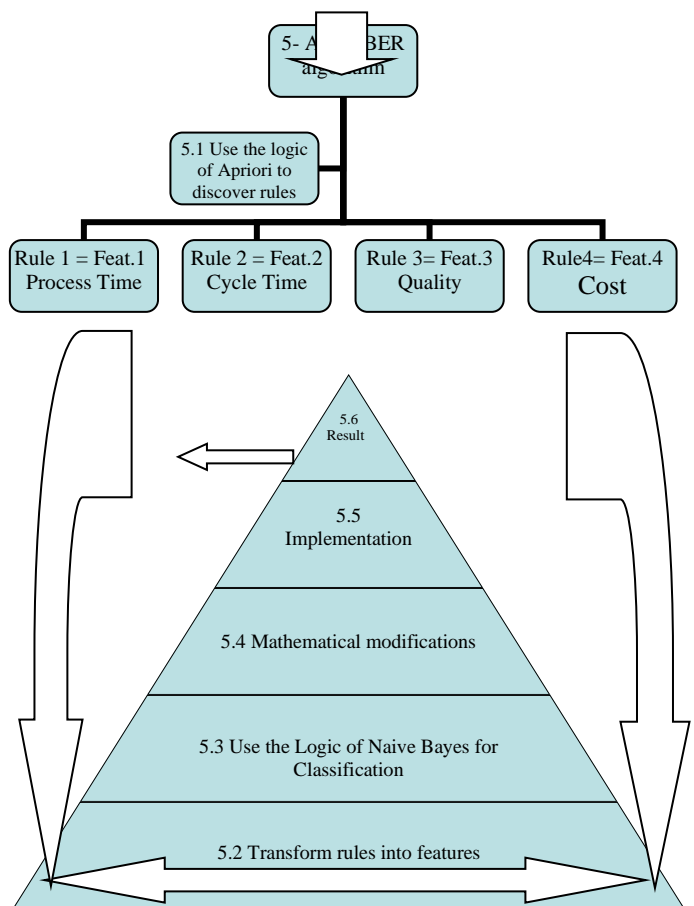 5- A BER
5.1 Use the logic
of Apriori to
discover rules
Rule 1 = Feat.1
Process Time
Rule 2 = Feat.2
Cycle Time
Rule 3= Feat.3
Quality
Rule4= Feat.4
Cost
5.6
Result
5.5
Implementation
5.4 Mathematical modifications
5.3 Use the Logic of Naive Bayes for
Classification
5.2 Transform rules into features